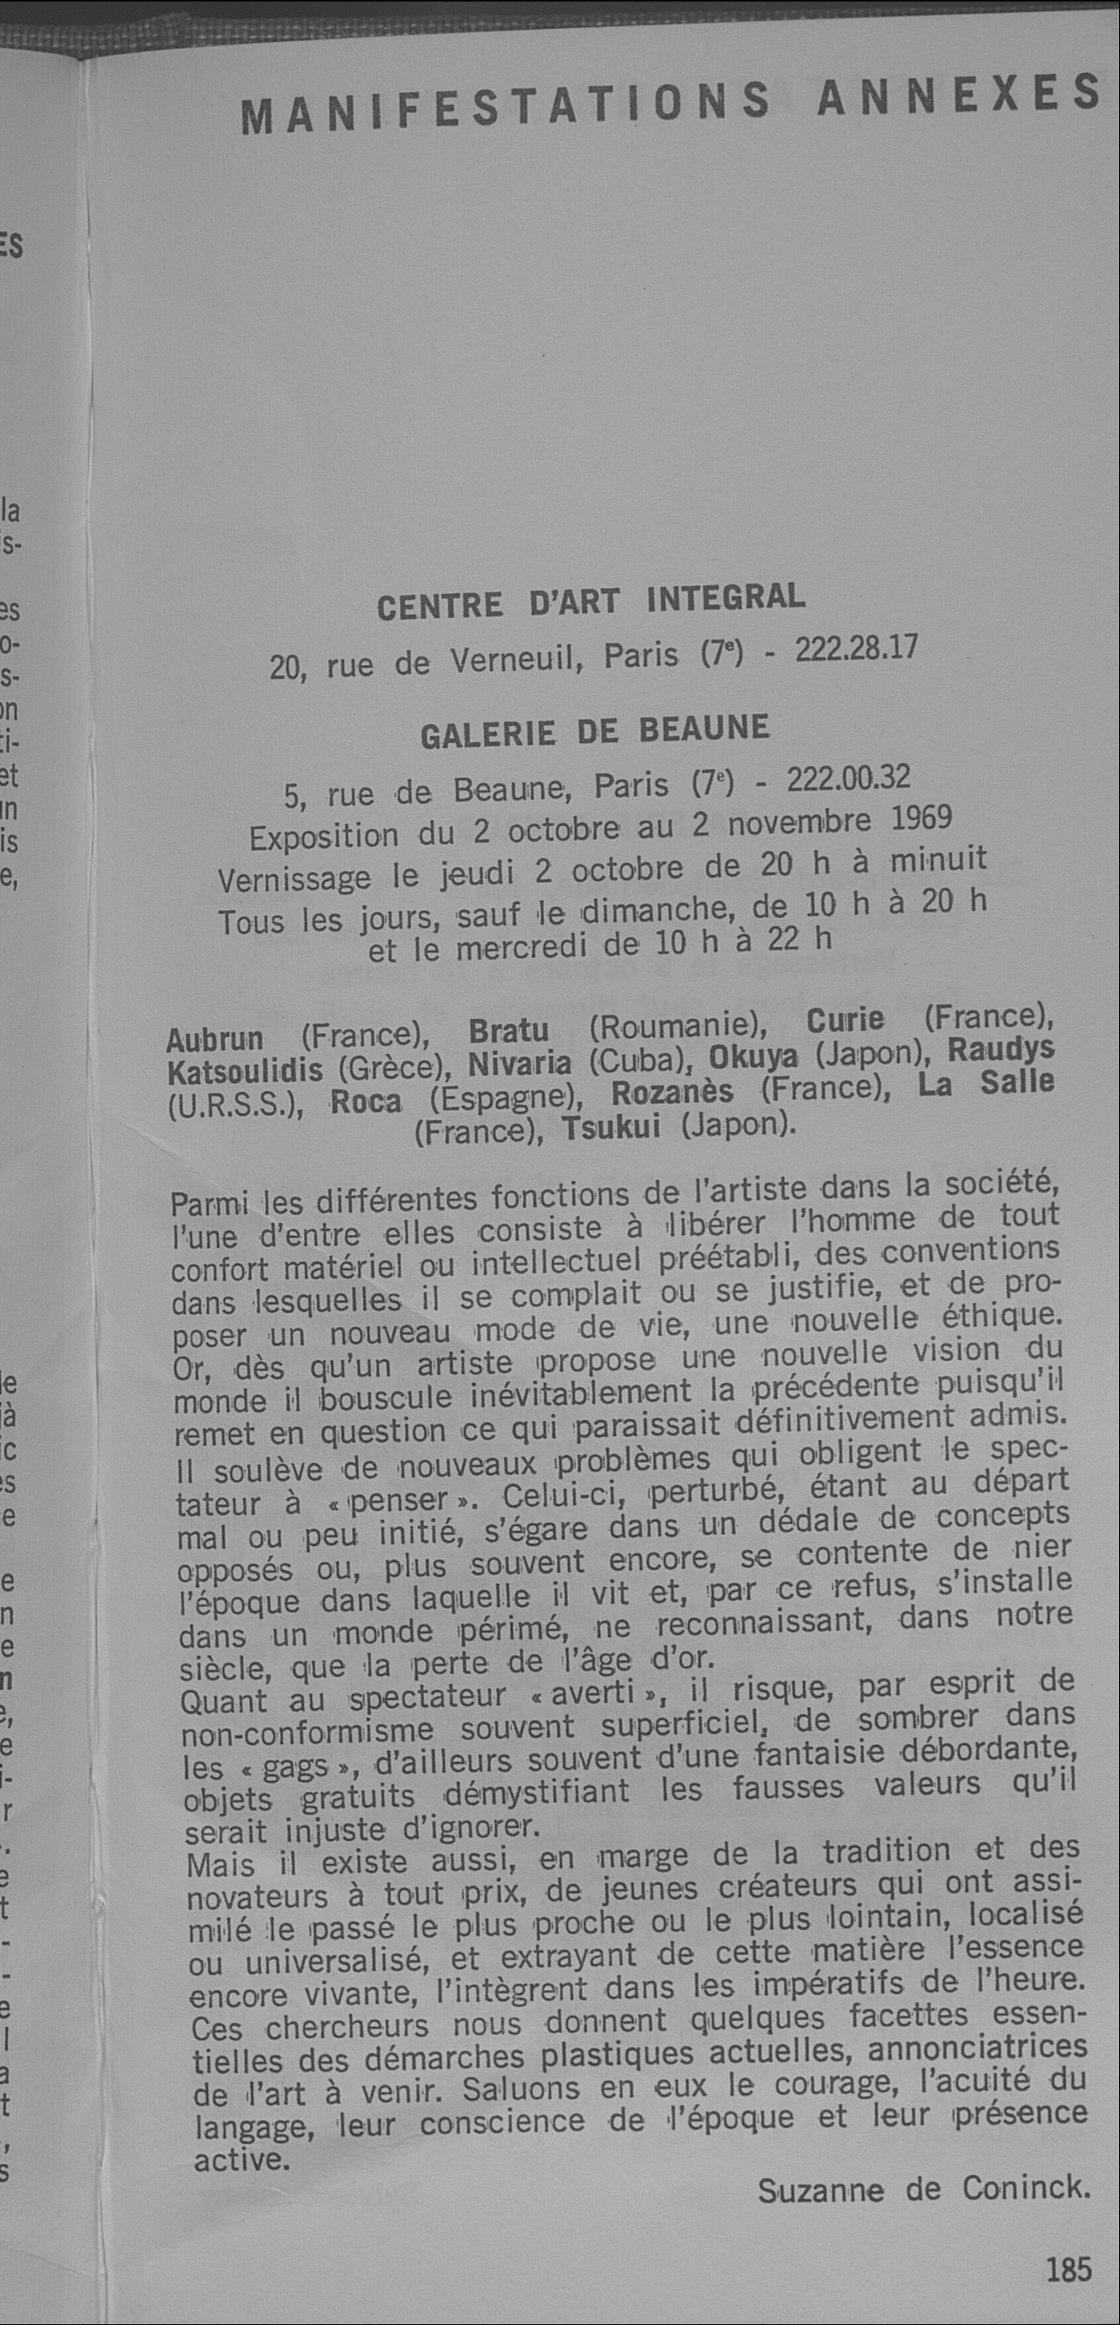 MANIFESTATIONS ANNEXES
CENTRE D'ART INTEGRAL
20, rue de Verneuil, Paris (7e) - 222.28.17
GALERIE DE BEAUNE
5, rue de Beaune, Paris (7e) - 222.00.32
Exposition du 2 octobre au 2 novembre 1969
Vernissage le jeudi 2 octobre de 20 h à minuit
Tous les jours, sauf le dimanche, de 10 h à 20 h
et le mercredi de 10 h à 22 h
Aubrun (France), Bratu (Roumanie), Curie (France),
Katsoulidis (Grèce), Nivaria (Cuba), Okuya (Japon), Raudys
(U.R.S.S.), Roca (Espagne), Rozanès (France), La Salle
(France), Tsukui (Japon).
Parmi les différentes fonctions de l'artiste dans la société,
l'une d'entre elles consiste à libérer l'homme de tout
confort matériel ou intellectuel préétabli, des conventions
dans lesquelles il se complait ou se justifie, et de pro-
poser un nouveau mode de vie, une nouvelle éthique.
Or, dès qu'un artiste propose une nouvelle vision du
monde il bouscule inévitablement la précédente puisqu'il
remet en question ce qui paraissait définitivement admis.
Il soulève de nouveaux problèmes qui obligent le spec-
tateur à « penser ». Celui-ci, perturbé, étant au départ
mal ou peu initié, s'égare dans un dédale de concepts
opposés ou, plus souvent encore, se contente de nier
l'époque dans laquelle il vit et, par ce refus, s'installe
dans un monde périmé, ne reconnaissant, dans notre
siècle, que la perte de l'âge d'or.
Quant au spectateur « averti », il risque, par esprit de
non-conformisme souvent superficiel, de sombrer dans
les « gags », d'ailleurs souvent d'une fantaisie débordante,
objets gratuits démystifiant les fausses valeurs qu'il
serait injuste d'ignorer.
Mais il existe aussi, en marge de la tradition et des
novateurs à tout prix, de jeunes créateurs qui ont assi-
milé le passé le plus proche ou le plus lointain, localisé
ou universalisé, et extrayant de cette matière l'essence
encore vivante, l'intègrent dans les impératifs de l'heure.
Ces chercheurs nous donnent quelques facettes essen-
tielles des démarches plastiques actuelles, annonciatrices
de l'art à venir. Saluons en eux le courage, l'acuité du
langage, leur conscience de l'époque et leur présence
active.
Suzanne de Coninck.
185